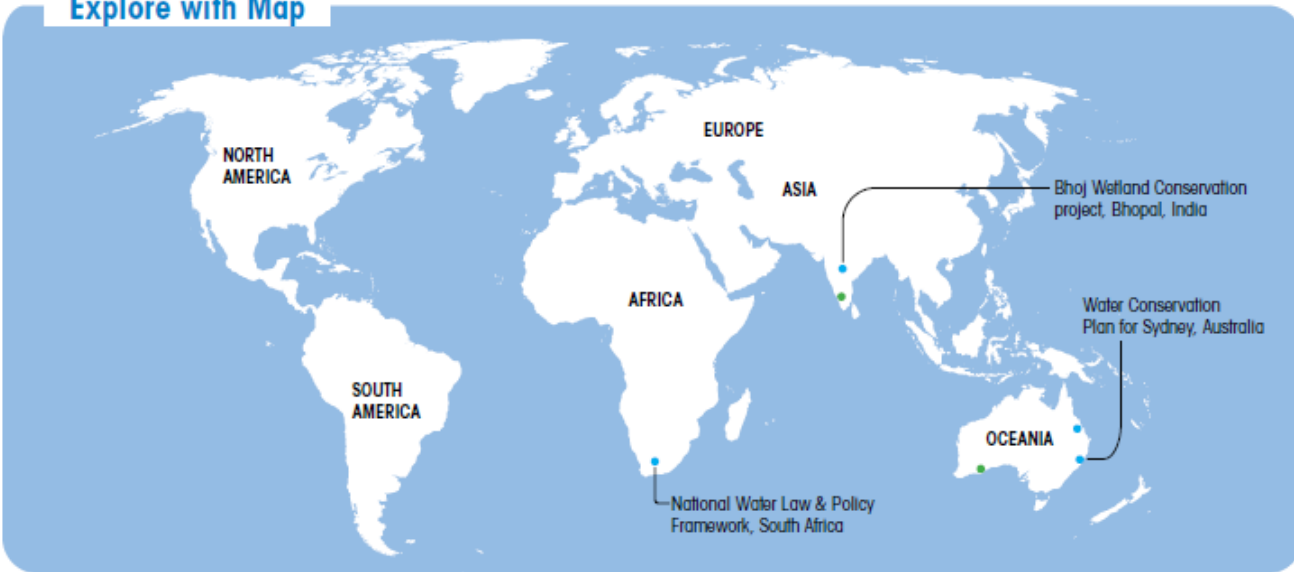 Explore with Map
NORTH
AMERICA
EUROPE
ASIA
Bhoj Wetland Conservation
project, Bhopal, India
AFRICA
Water Conservation
Plan for Sydney, Australia
SOUTH
AMERICA
OCEANIA
National Water Law & Policy
Framework, South Africa